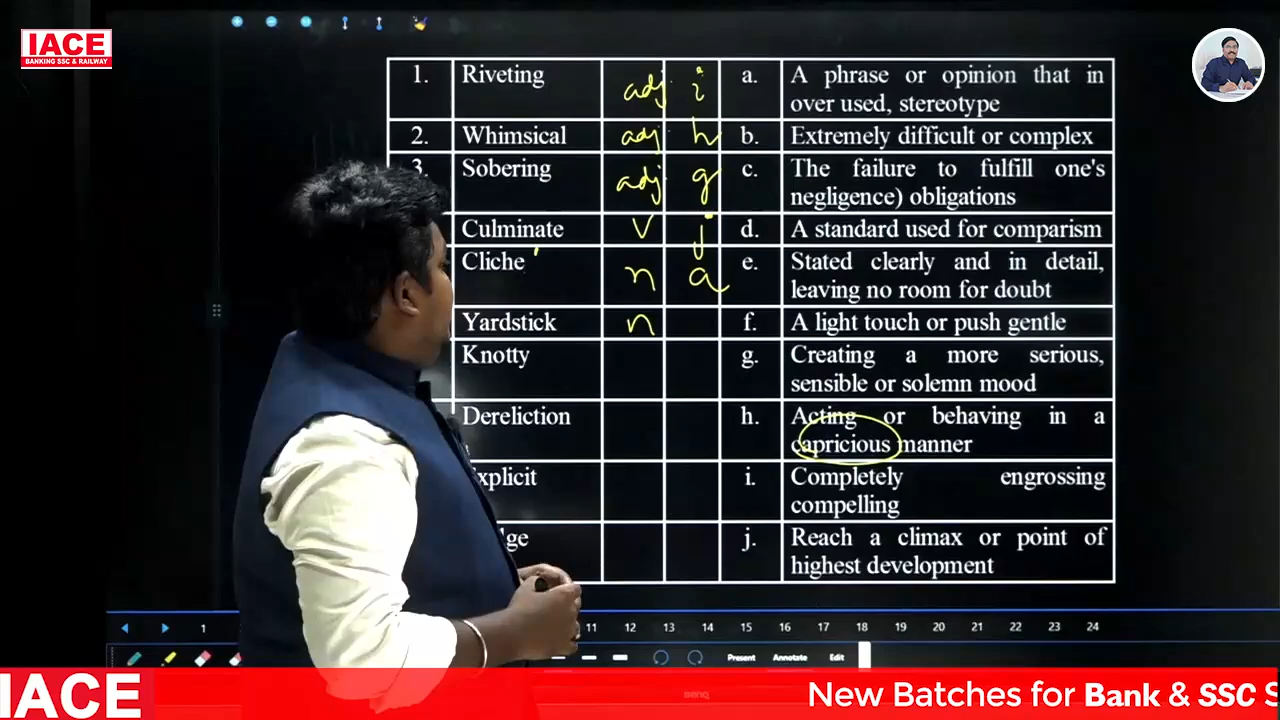 IACE
BANKING SSC & RAILWAY
1. Riveting adj. i a. A phrase or opinion that in
over used, stereotype
2. Whimsical adj h b. Extremely difficult or complex
3. Sobering adj. g c. The failure to fulfill one's
negligence) obligations
Culminate v j d. A standard used for comparism
Cliche n a e. Stated clearly and in detail,
leaving no room for doubt
Yardstick n f. A light touch or push gentle
Knotty g. Creating a more serious,
sensible or solemn mood
Dereliction h. Acting or behaving in a
capricious manner
xplicit i. Completely engrossing
compelling
dge j. Reach a climax or point of
highest development
1 11 12 13 14 15 16 17 18 19 20 21 22 23 24
Present Annotate Edit
BenQ
IACE New Batches for Bank & SSC S